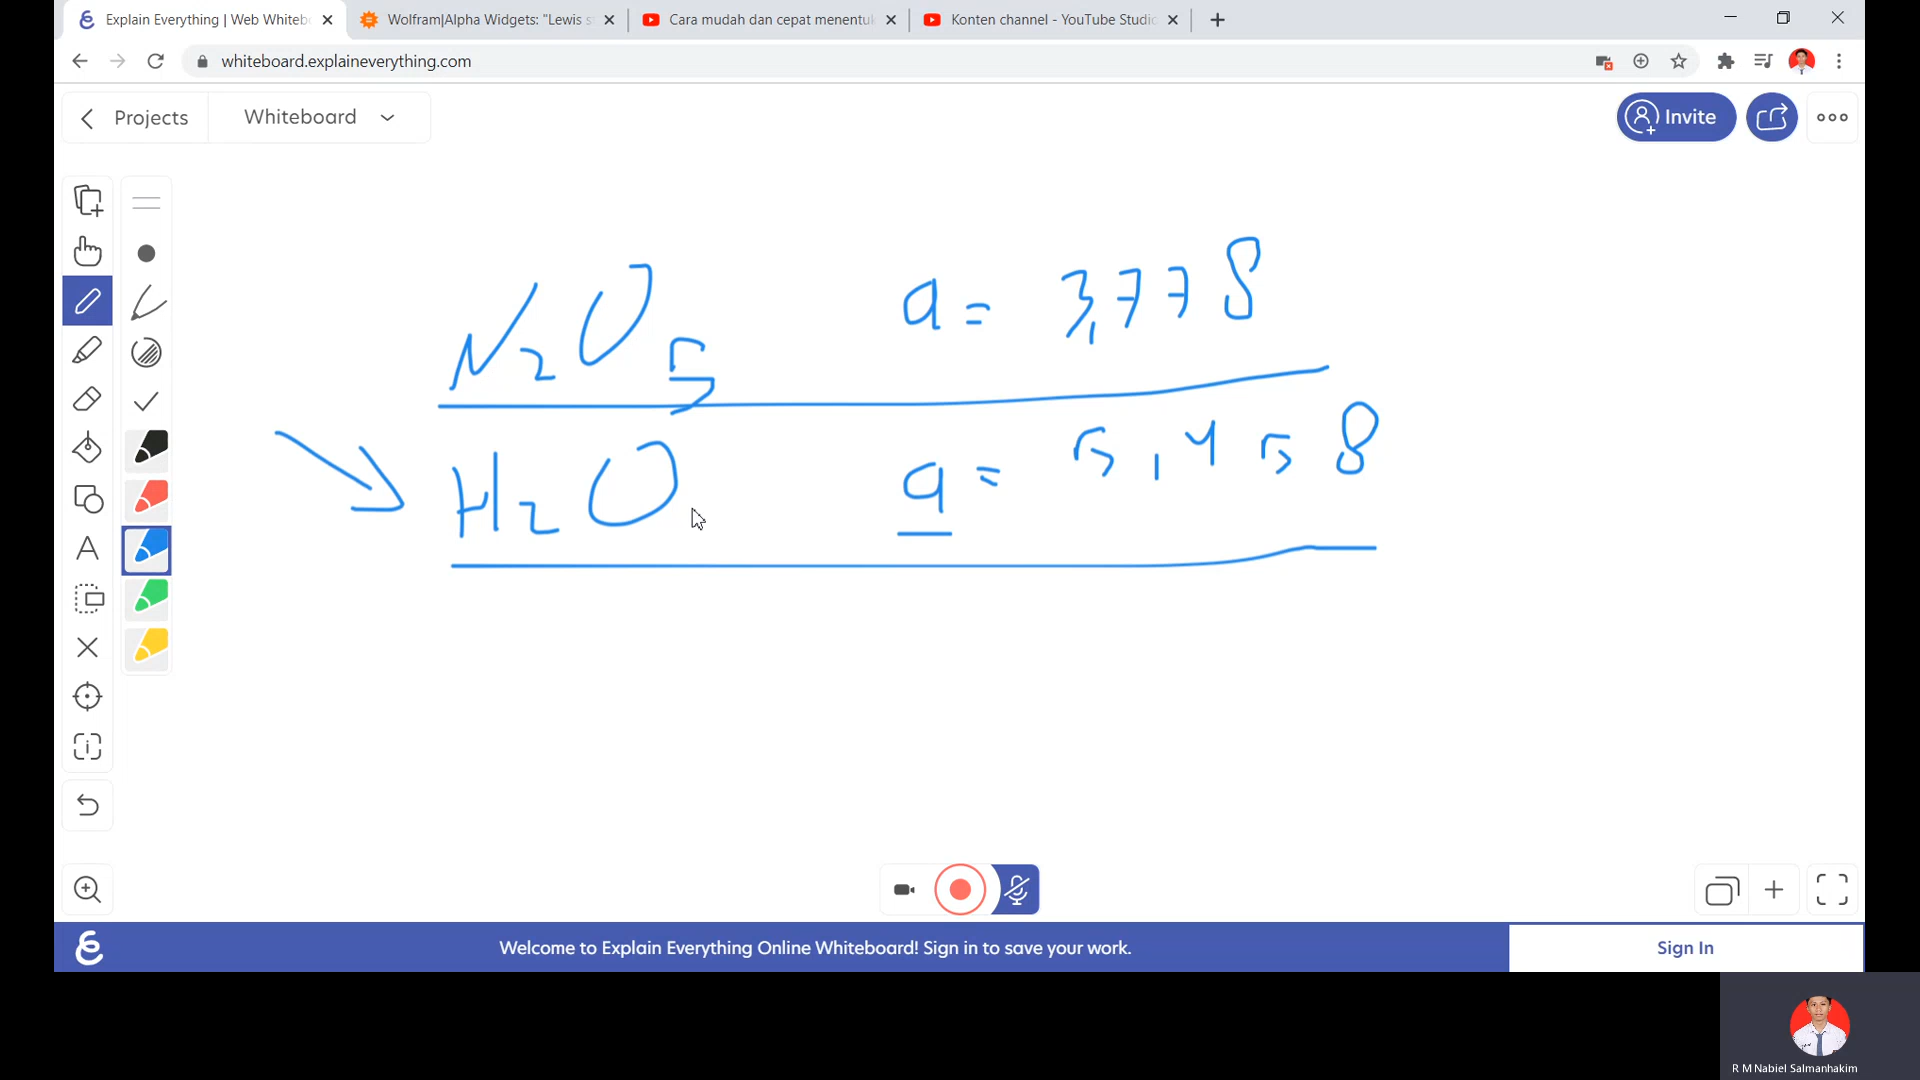 Explain Everything | Web Whitebo
Wolfram|Alpha Widgets: "Lewis s
Cara mudah dan cepat menentuk
Konten channel - YouTube Studio
whiteboard.explaineverything.com
Projects
Whiteboard
Invite
N₂O₅ a = 3,778
H₂O a = 5,458
Welcome to Explain Everything Online Whiteboard! Sign in to save your work.
Sign In
R M Nabiel Salmanhakim